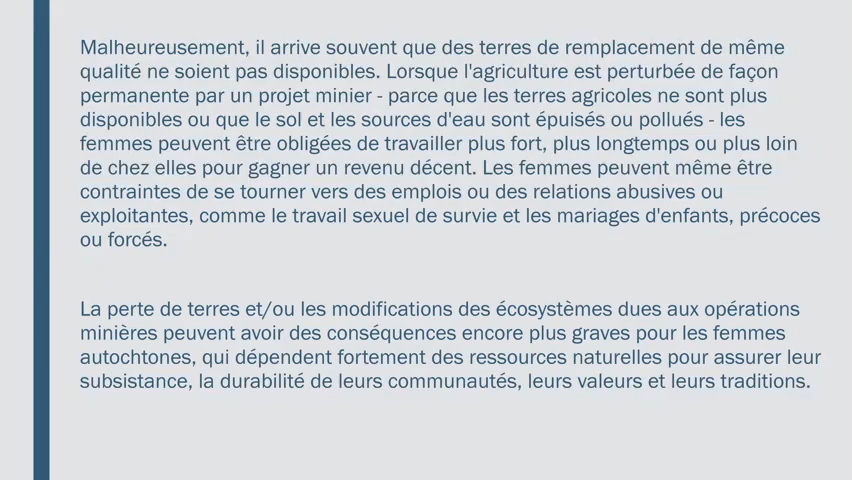 Malheureusement, il arrive souvent que des terres de remplacement de même
qualité ne soient pas disponibles. Lorsque l'agriculture est perturbée de façon
permanente par un projet minier - parce que les terres agricoles ne sont plus
disponibles ou que le sol et les sources d'eau sont épuisés ou pollués - les
femmes peuvent être obligées de travailler plus fort, plus longtemps ou plus loin
de chez elles pour gagner un revenu décent. Les femmes peuvent même être
contraintes de se tourner vers des emplois ou des relations abusives ou
exploitantes, comme le travail sexuel de survie et les mariages d'enfants, précoces
ou forcés.
La perte de terres et/ou les modifications des écosystèmes dues aux opérations
minières peuvent avoir des conséquences encore plus graves pour les femmes
autochtones, qui dépendent fortement des ressources naturelles pour assurer leur
subsistance, la durabilité de leurs communautés, leurs valeurs et leurs traditions.